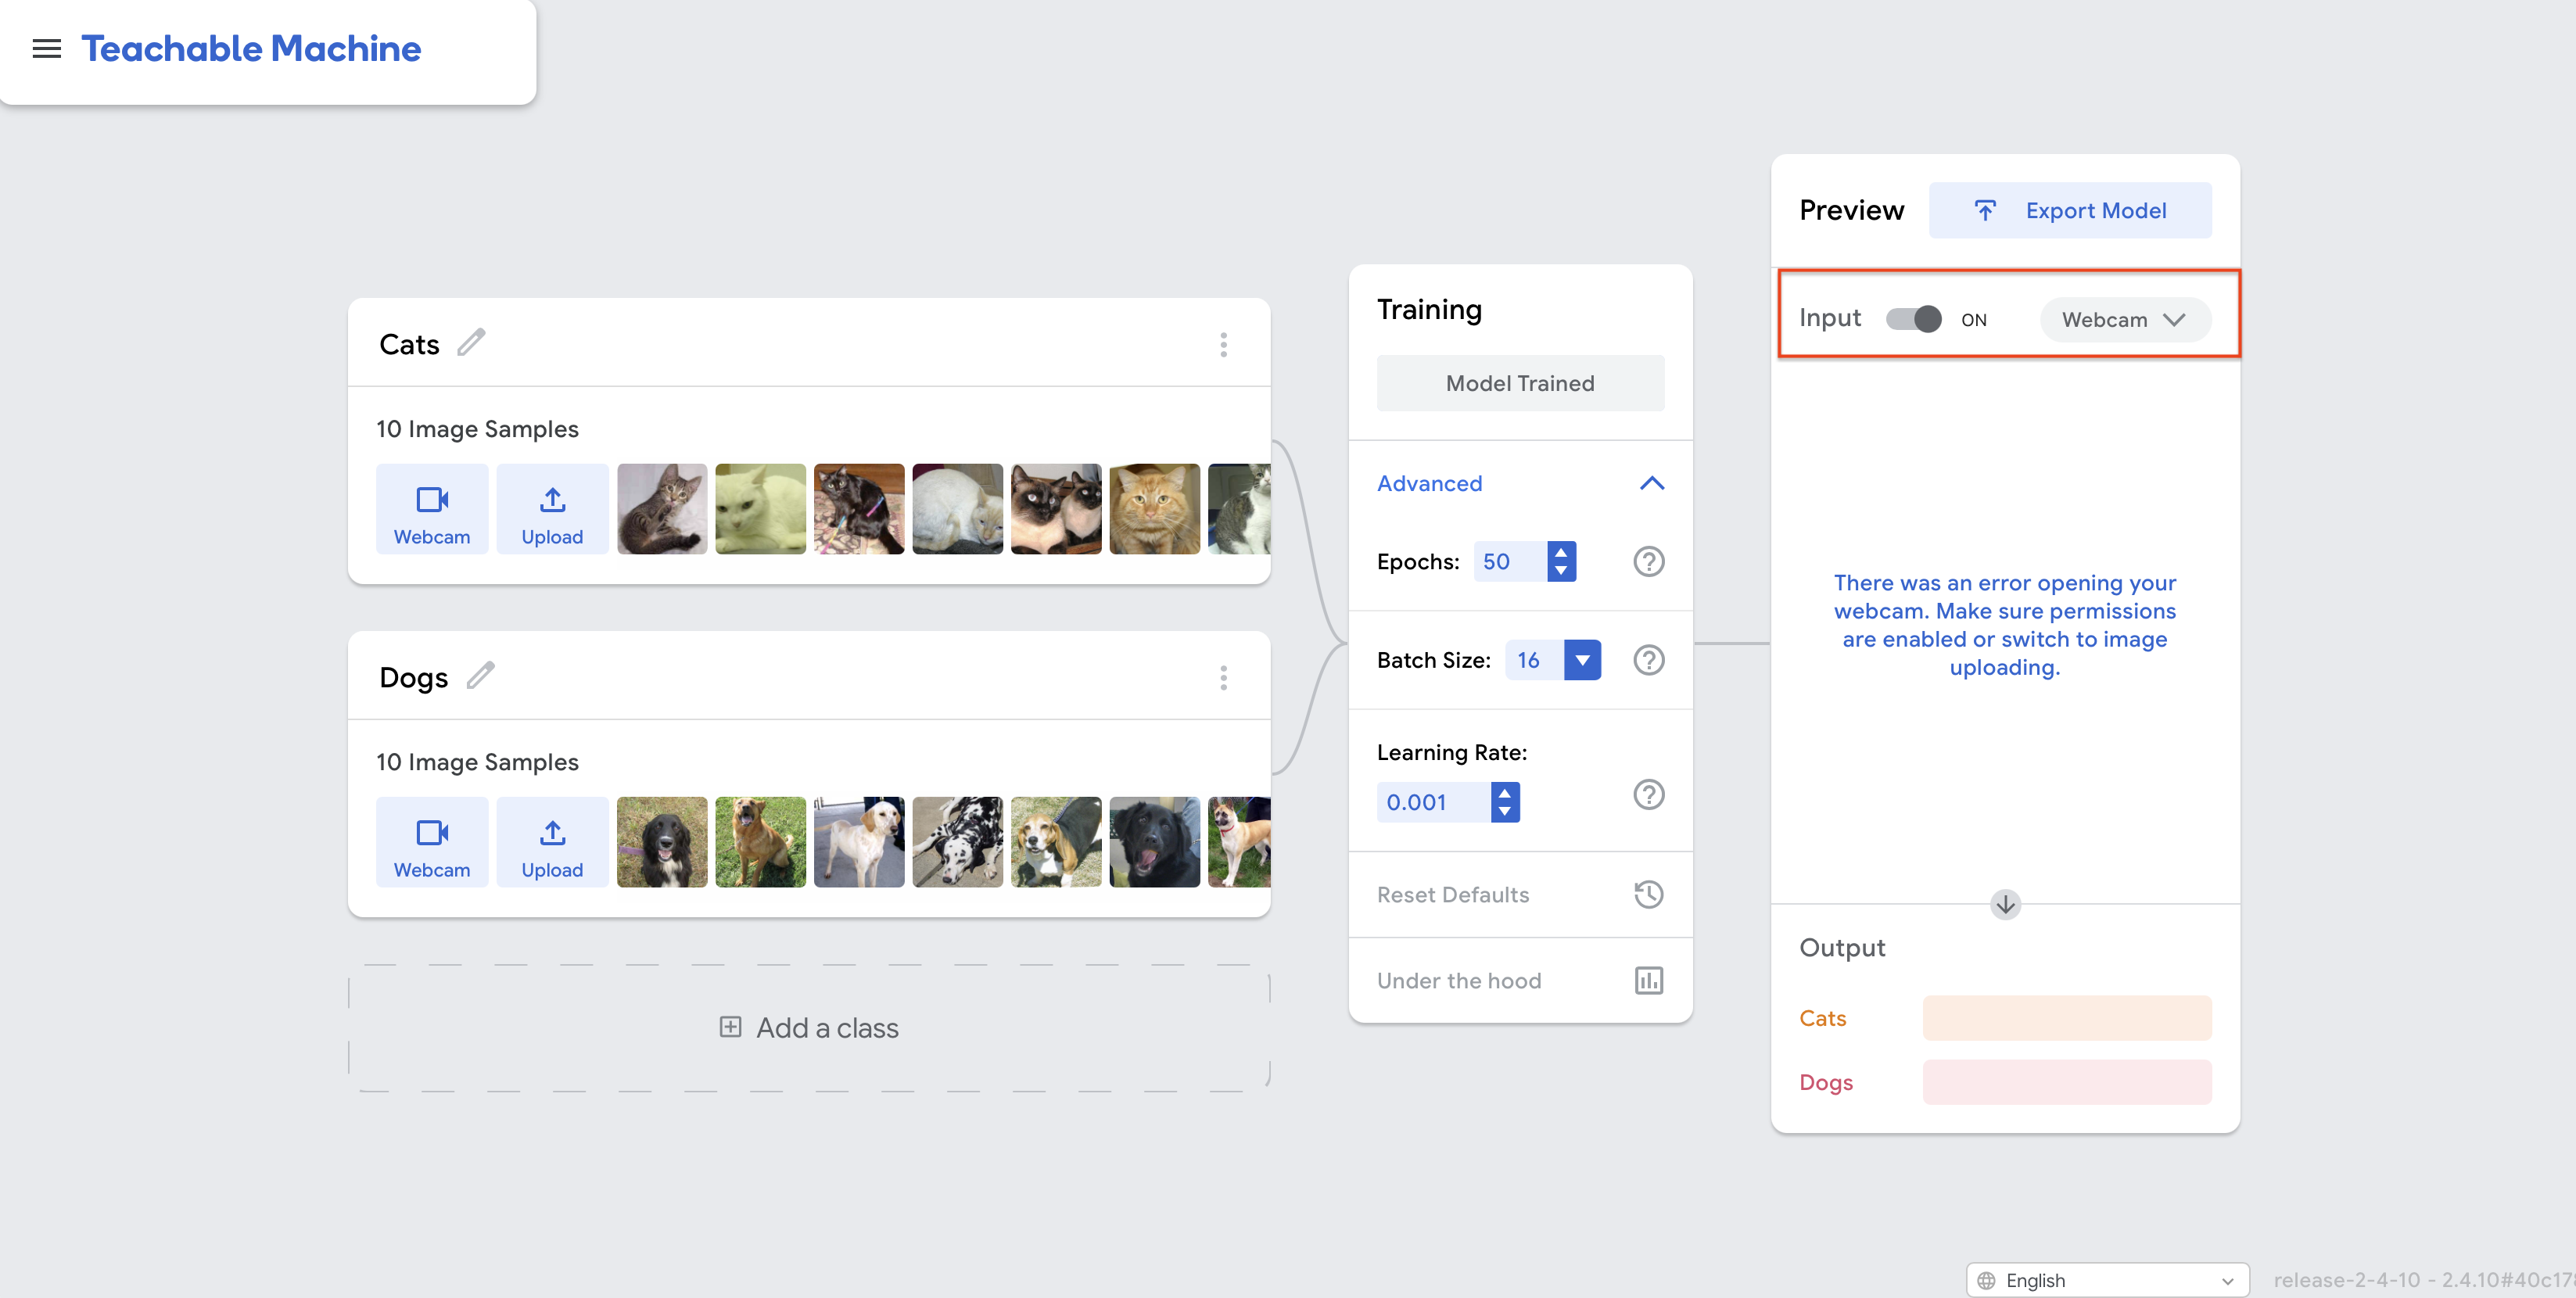 Teachable Machine
Preview
Export Model
Input
ON
Webcam
There was an error opening your
webcam. Make sure permissions
are enabled or switch to image
uploading.
Output
Cats
Dogs
Training
Model Trained
Advanced
Epochs: 50
Batch Size: 16
Learning Rate:
0.001
Reset Defaults
Under the hood
Cats
10 Image Samples
Webcam
Upload
Dogs
10 Image Samples
Webcam
Upload
Add a class
English
release-2-4-10 - 2.4.10#40c178